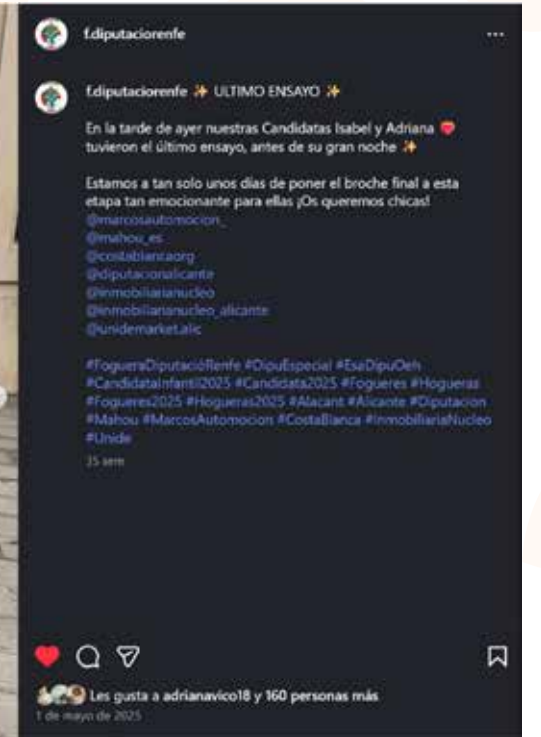 f.diputaciorenfe
f.diputaciorenfe ✨ ULTIMO ENSAYO ✨
En la tarde de ayer nuestras Candidatas Isabel y Adriana ❤️
tuvieron el último ensayo, antes de su gran noche ✨
Estamos a tan solo unos días de poner el broche final a esta
etapa tan emocionante para ellas ¡Os queremos chicas!
@marcosautomocion_
@mahou_es
@costablancaorg
@diputacionalicante
@inmobiliarianucleo
@inmobiliarianucleo_alicante
@unidemarket.alic
#FogueraDiputacióRenfe #DipuEspecial #EsaDipuOeh
#CandidataInfantil2025 #Candidata2025 #Fogueres #Hogueras
#Fogueres2025 #Hogueras2025 #Alacant #Alicante #Diputacion
#Mahou #MarcosAutomocion #CostaBlanca #InmobiliariaNucleo
#Unide
35 sem
Les gusta a adrianavico18 y 160 personas más
1 de mayo de 2025